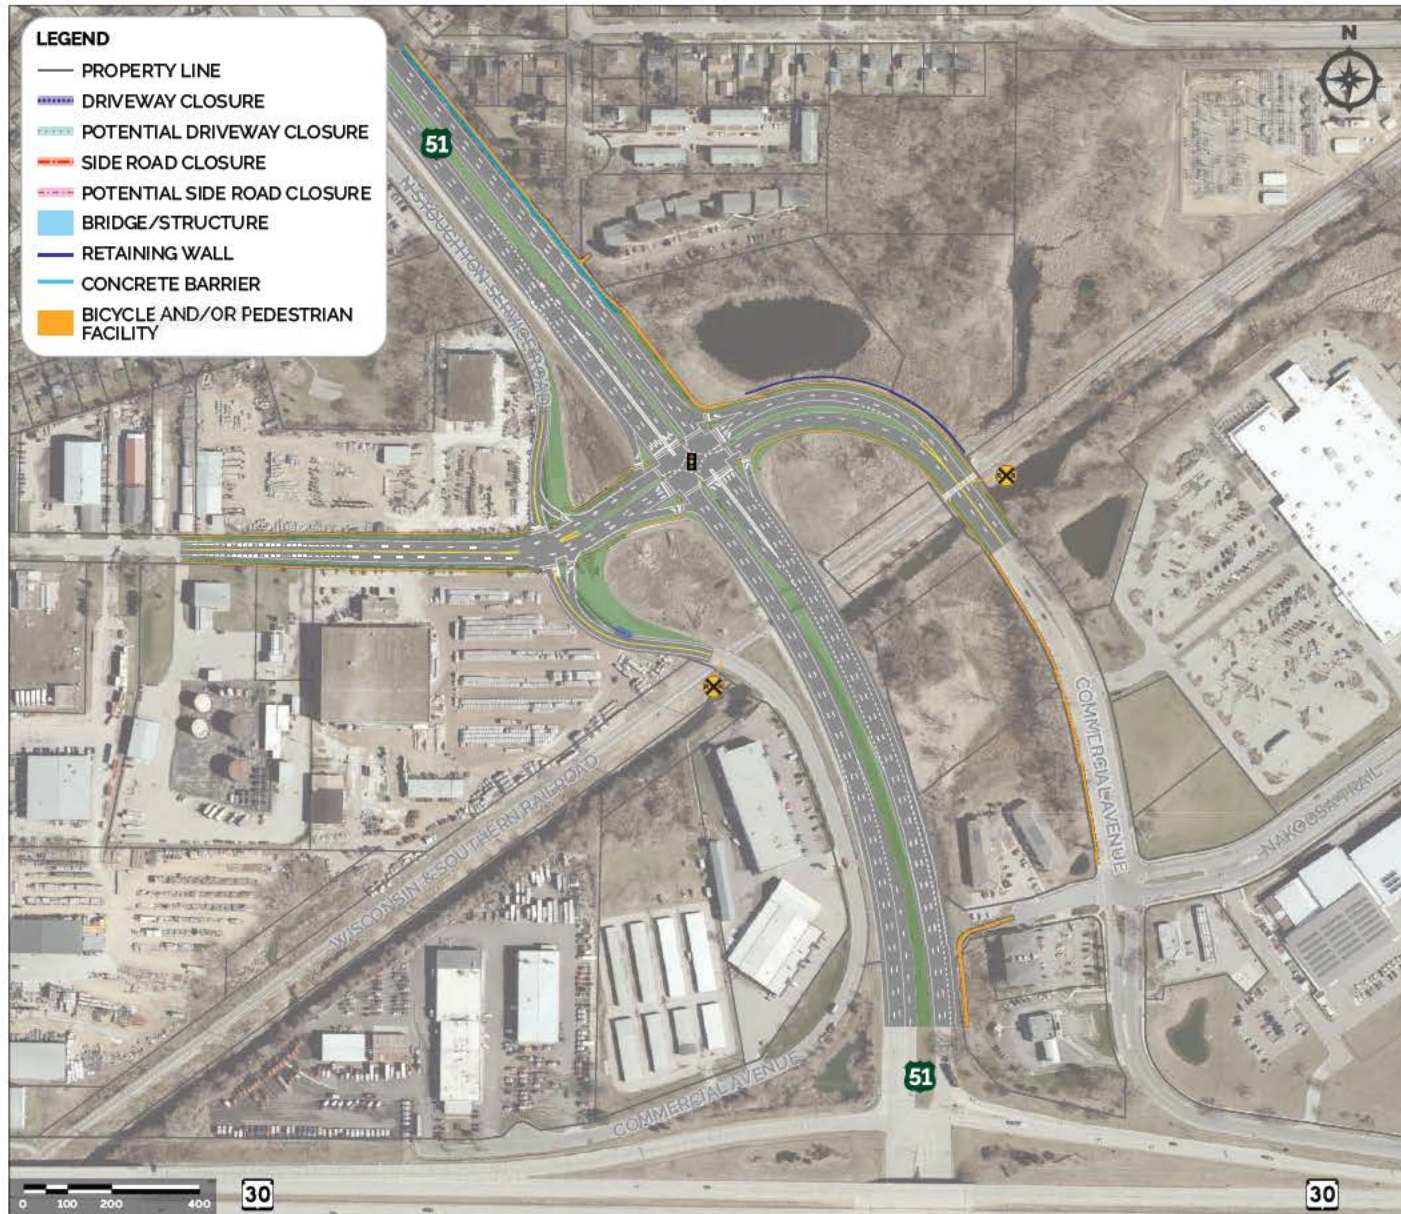 LEGEND
PROPERTY LINE
DRIVEWAY CLOSURE
POTENTIAL DRIVEWAY CLOSURE
SIDE ROAD CLOSURE
POTENTIAL SIDE ROAD CLOSURE
BRIDGE/STRUCTURE
RETAINING WALL
CONCRETE BARRIER
BICYCLE AND/OR PEDESTRIAN
FACILITY
N
51
N STOUGHTON SERVICE ROAD
COMMERCIAL AVENUE
NAKOOSA TRAIL
WISCONSIN & SOUTHERN RAILROAD
51
COMMERCIAL AVENUE
0 100 200 400
30
30